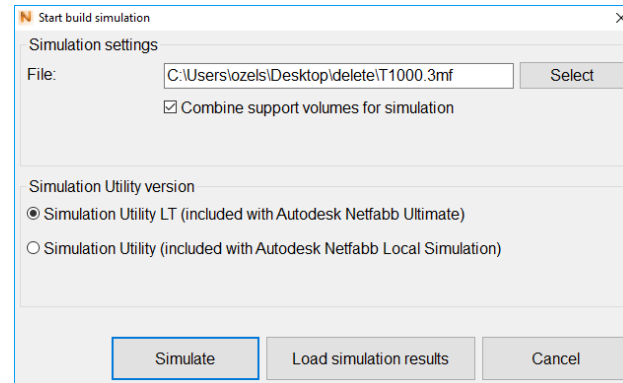 Start build simulation
Simulation settings
File:
C:\Users\ozels\Desktop\delete\T1000.3mf
Select
Combine support volumes for simulation
Simulation Utility version
Simulation Utility LT (included with Autodesk Netfabb Ultimate)
Simulation Utility (included with Autodesk Netfabb Local Simulation)
Simulate
Load simulation results
Cancel